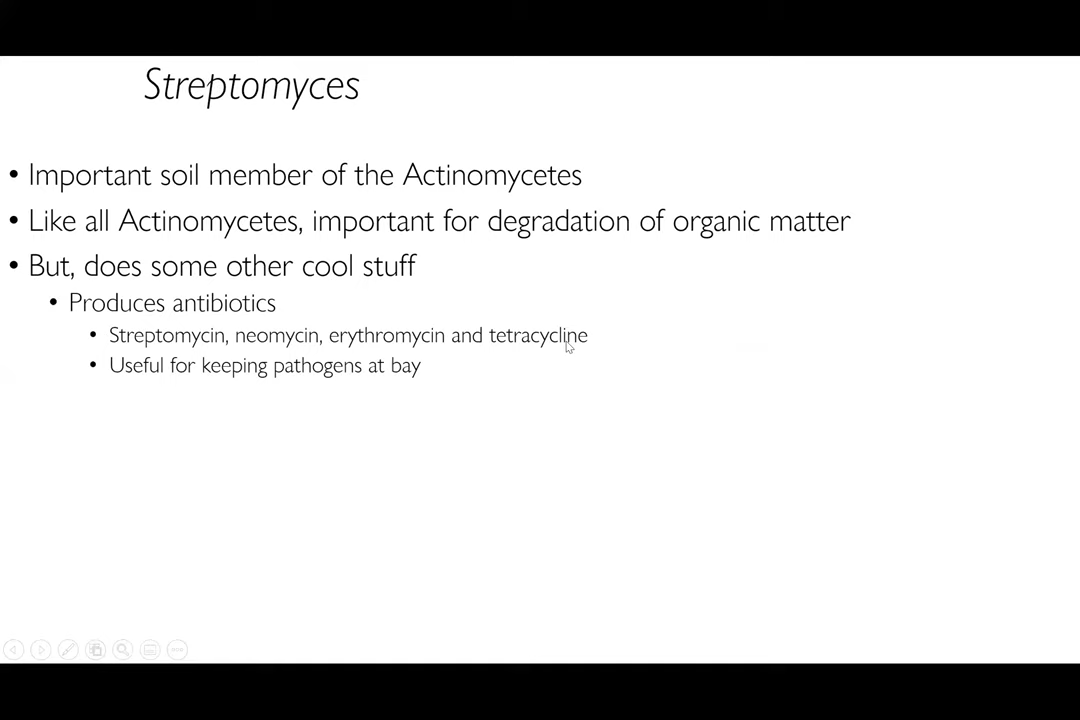 Streptomyces
• Important soil member of the Actinomycetes
• Like all Actinomycetes, important for degradation of organic matter
• But, does some other cool stuff
• Produces antibiotics
• Streptomycin, neomycin, erythromycin and tetracycline
• Useful for keeping pathogens at bay